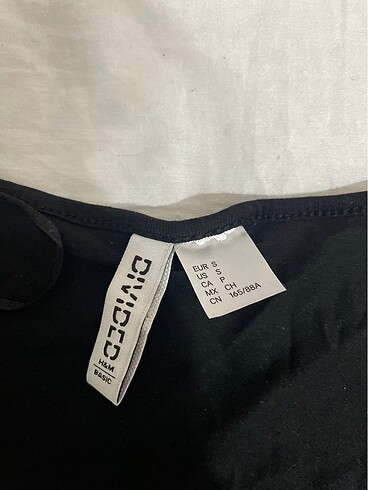 DIVIDED
H&M
BASIC
EUR S
US S
CA P
MX CH
CN 165/88A